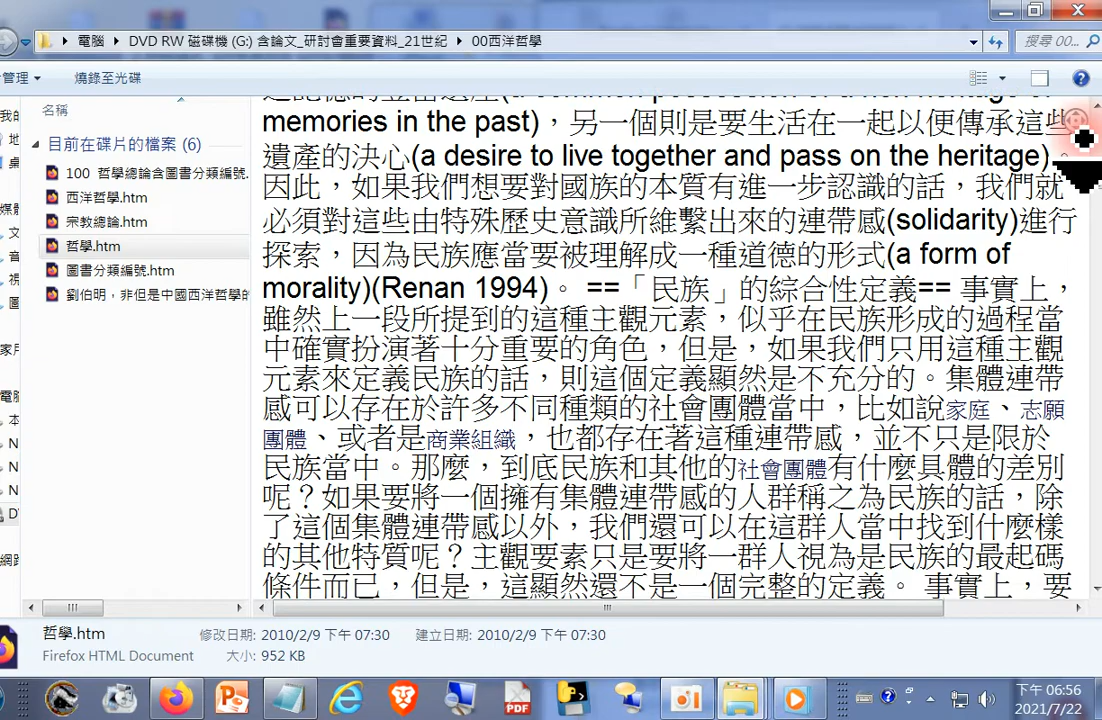 電腦 ▸ DVD RW 磁碟機 (G:) 含論文_研討會重要資料_21世紀 ▸ 00西洋哲學
搜尋 00...
管理 燒錄至光碟
名稱
目前在碟片的檔案 (6)
100 哲學總論含圖書分類編號.
西洋哲學.htm
宗教總論.htm
哲學.htm
圖書分類編號.htm
劉伯明，非但是中國西洋哲學的
memories in the past)，另一個則是要生活在一起以便傳承這些
遺產的決心(a desire to live together and pass on the heritage)。
因此，如果我們想要對國族的本質有進一步認識的話，我們就
必須對這些由特殊歷史意識所維繫出來的連帶感(solidarity)進行
探索，因為民族應當要被理解成一種道德的形式(a form of
morality)(Renan 1994)。 ==「民族」的綜合性定義== 事實上，
雖然上一段所提到的這種主觀元素，似乎在民族形成的過程當
中確實扮演著十分重要的角色，但是，如果我們只用這種主觀
元素來定義民族的話，則這個定義顯然是不充分的。集體連帶
感可以存在於許多不同種類的社會團體當中，比如說家庭、志願
團體、或者是商業組織，也都存在著這種連帶感，並不只是限於
民族當中。那麼，到底民族和其他的社會團體有什麼具體的差別
呢？如果要將一個擁有集體連帶感的人群稱之為民族的話，除
了這個集體連帶感以外，我們還可以在這群人當中找到什麼樣
的其他特質呢？主觀要素只是要將一群人視為是民族的最起碼
條件而已，但是，這顯然還不是一個完整的定義。 事實上，要
哲學.htm 修改日期: 2010/2/9 下午 07:30 建立日期: 2010/2/9 下午 07:30
Firefox HTML Document 大小: 952 KB
下午 06:56
2021/7/22